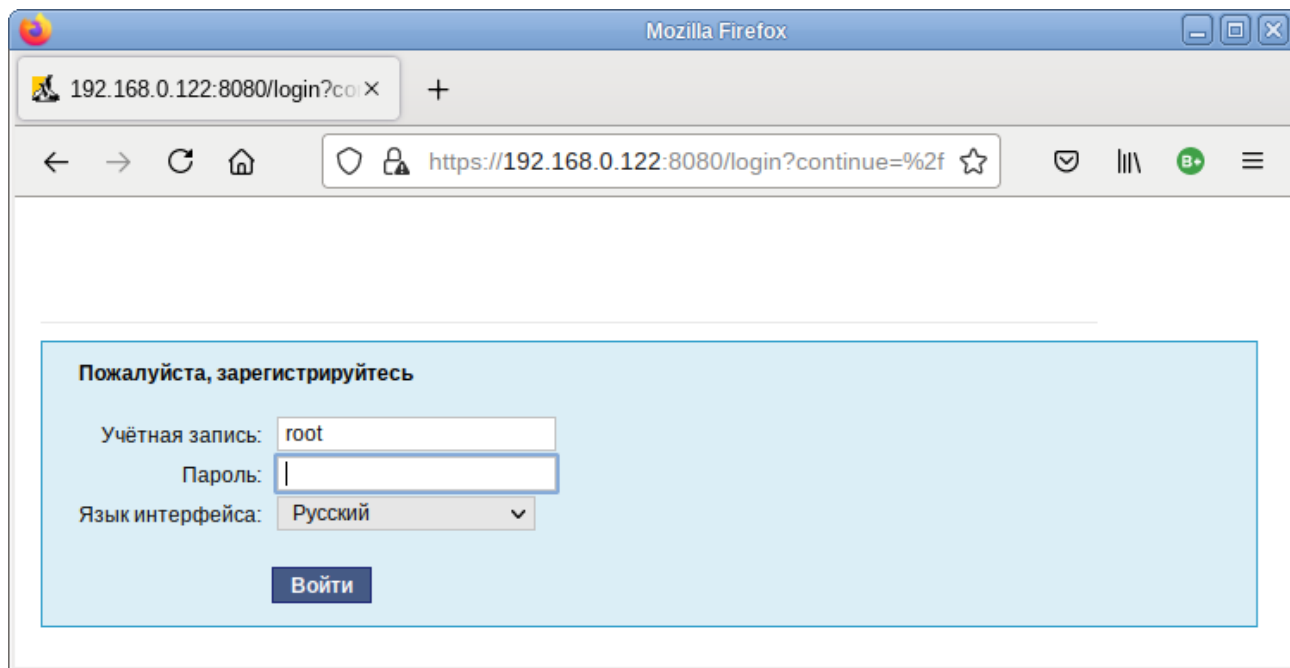 Mozilla Firefox
192.168.0.122:8080/login?co
https://192.168.0.122:8080/login?continue=%2f
B+
Пожалуйста, зарегистрируйтесь
Учётная запись: root
Пароль:
Язык интерфейса: Русский
Войти